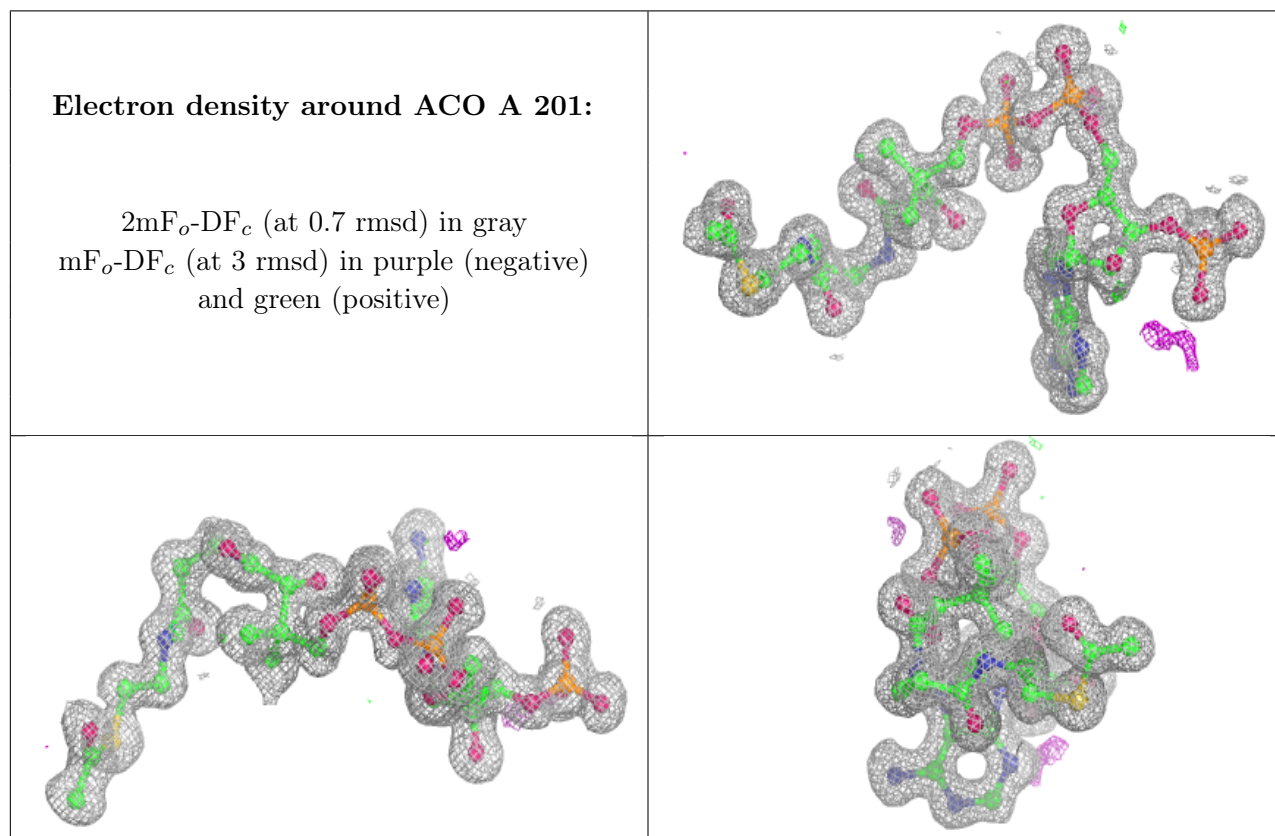 Electron density around ACO A 201:
2mFo-DFc (at 0.7 rmsd) in gray
mFo-DFc (at 3 rmsd) in purple (negative)
and green (positive)